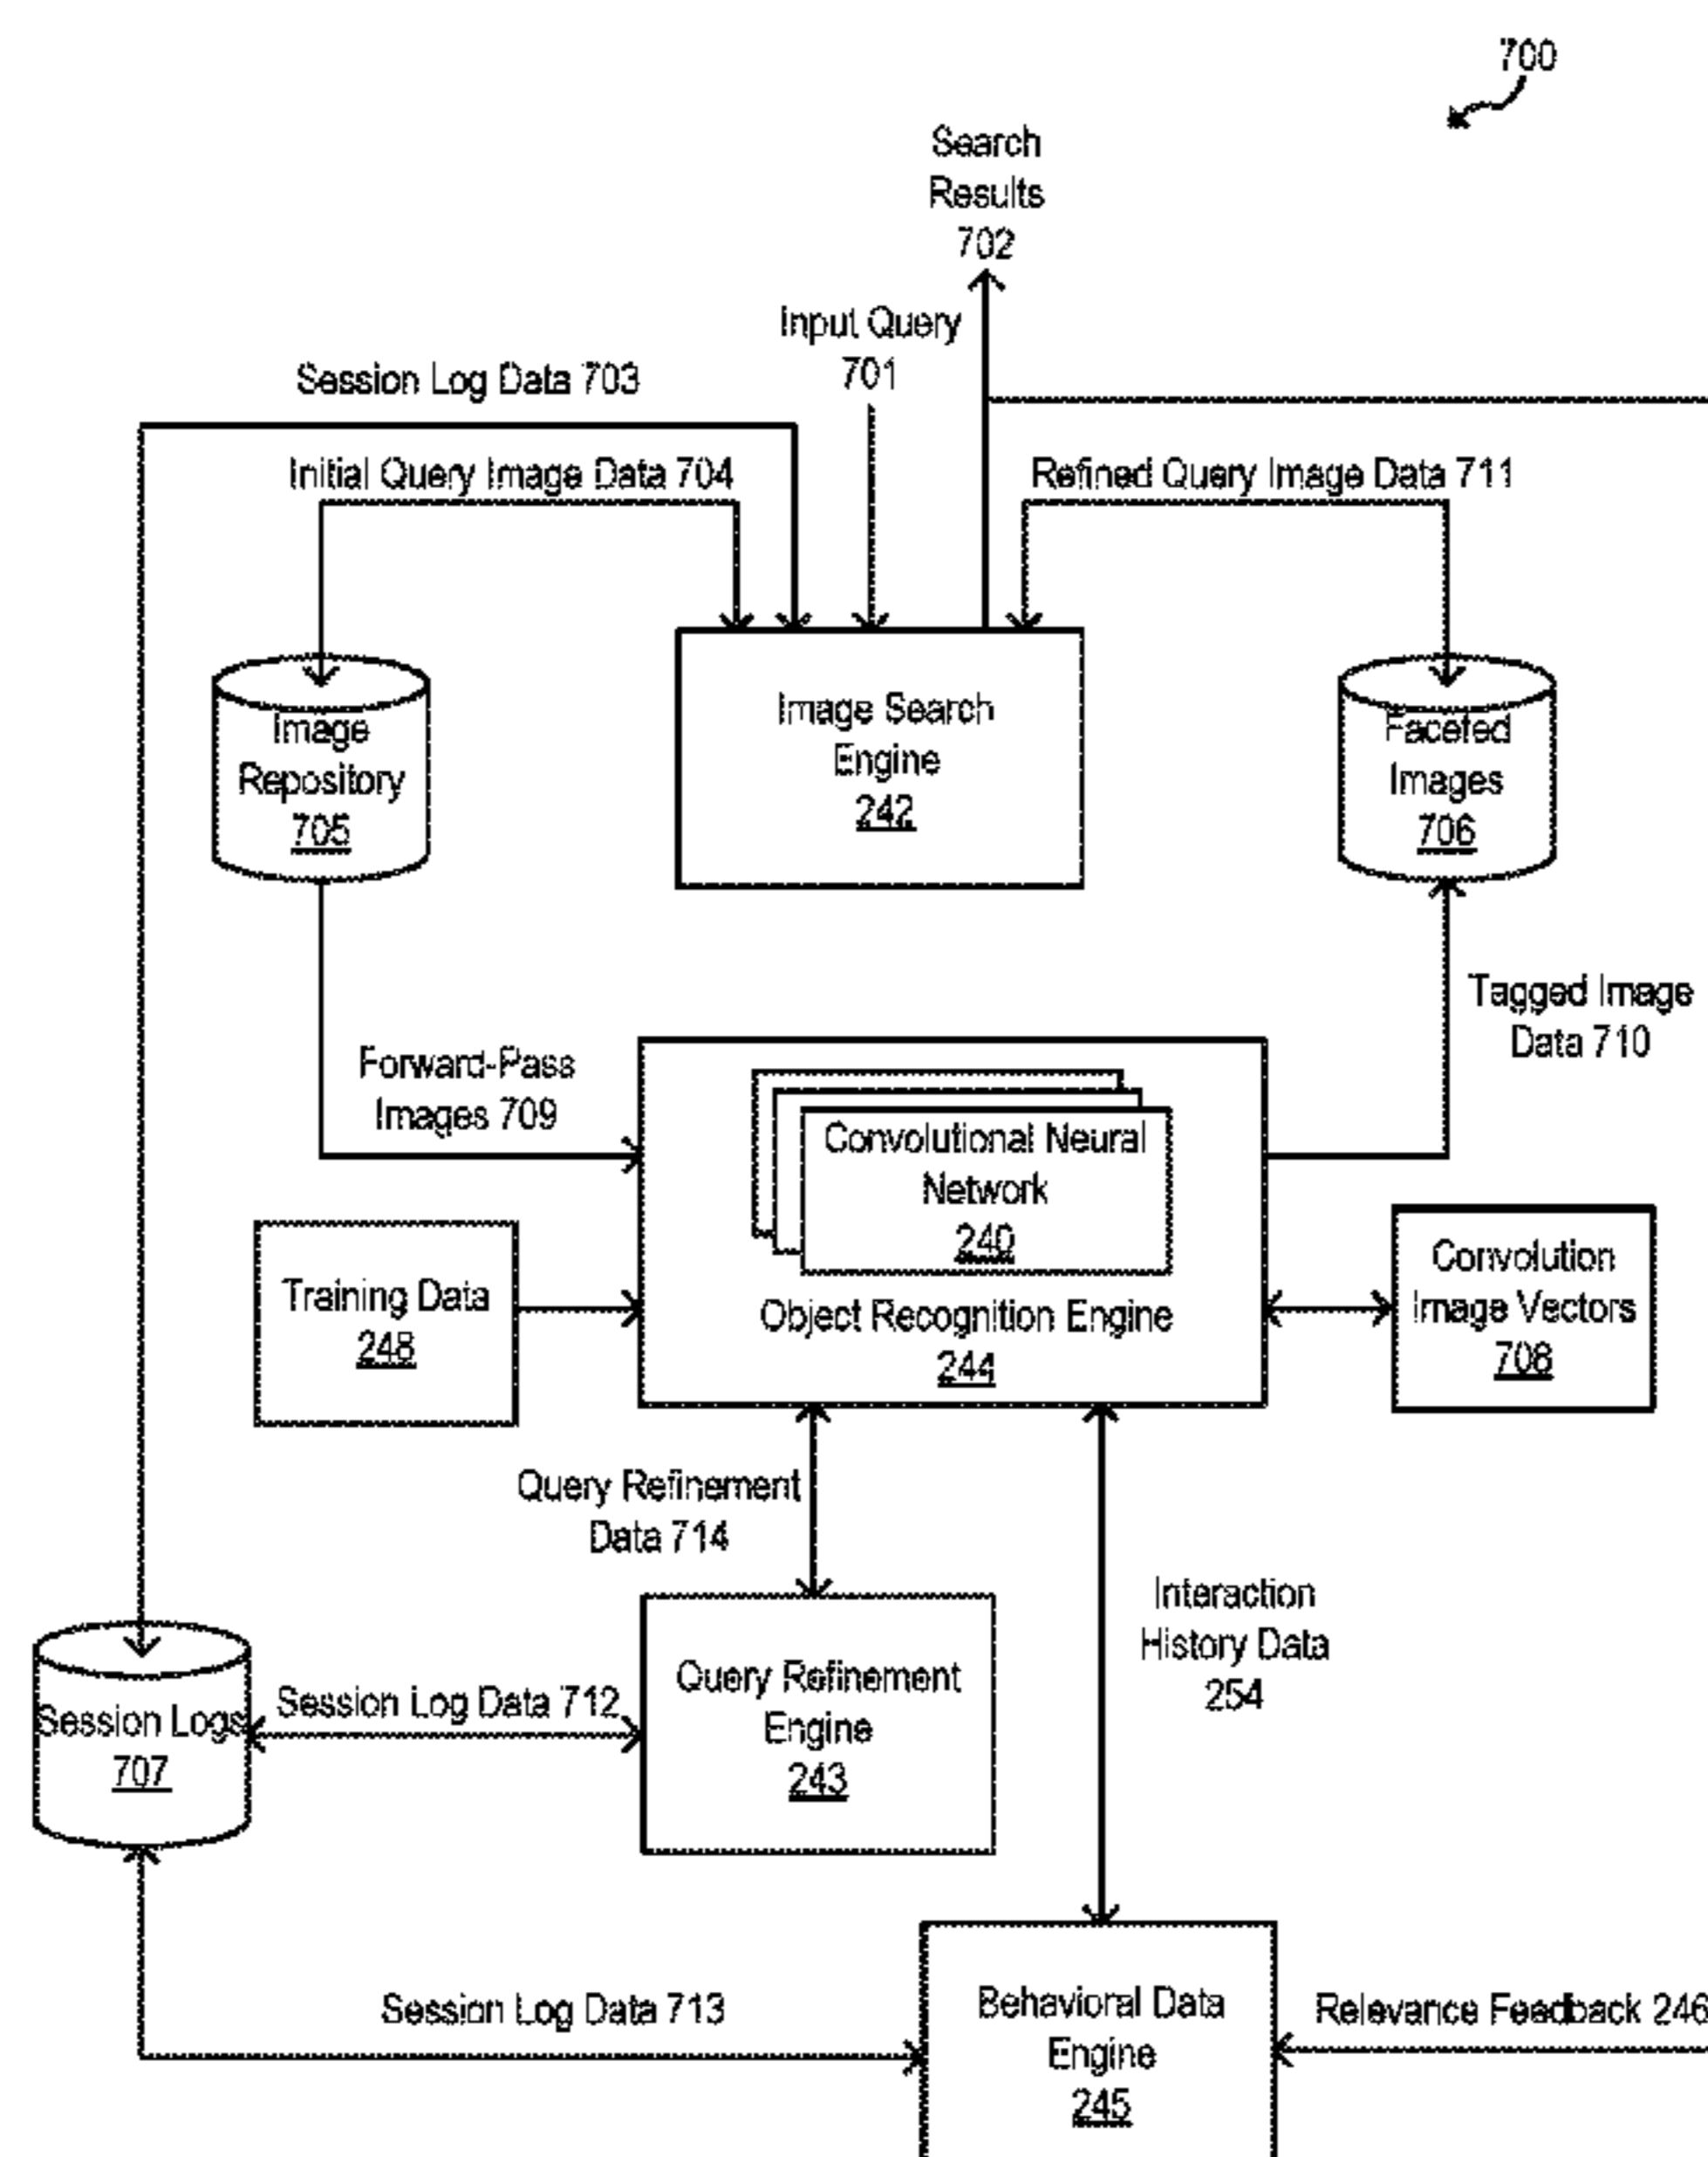 700
Search
Results
702
Input Query
701
Session Log Data 703
Initial Query Image Data 704
Refined Query Image Data 711
Image
Repository
705
Image Search
Engine
242
Faceted
Images
706
Tagged Image
Data 710
Forward-Pass
Images 709
Convolutional Neural
Network
240
Object Recognition Engine
244
Training Data
248
Convolution
Image Vectors
708
Query Refinement
Data 714
Interaction
History Data
254
Session Logs
707
Session Log Data 712
Query Refinement
Engine
243
Session Log Data 713
Behavioral Data
Engine
245
Relevance Feedback 246